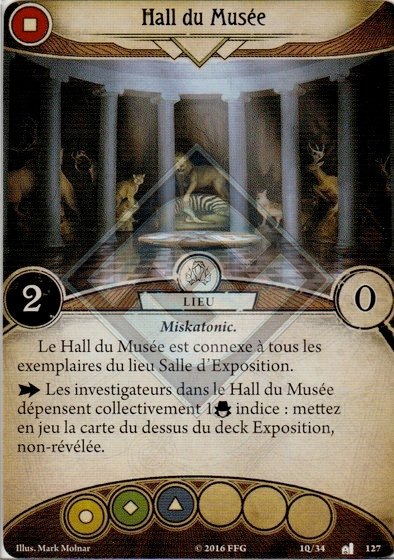 Hall du Musée
2
LIEU
0
Miskatonic.
Le Hall du Musée est connexe à tous les
exemplaires du lieu Salle d'Exposition.
Les investigateurs dans le Hall du Musée
dépensent collectivement 1 indice : mettez
en jeu la carte du dessus du deck Exposition,
non-révélée.
Illus. Mark Molnar © 2016 FFG 10/34 127